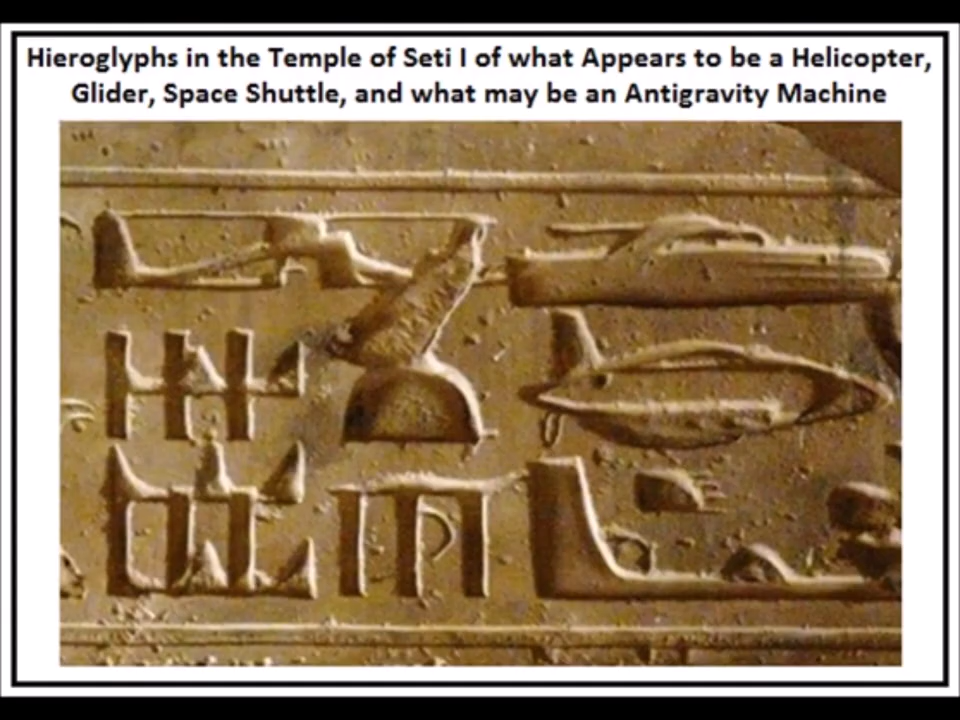 Hieroglyphs in the Temple of Seti I of what Appears to be a Helicopter,
Glider, Space Shuttle, and what may be an Antigravity Machine